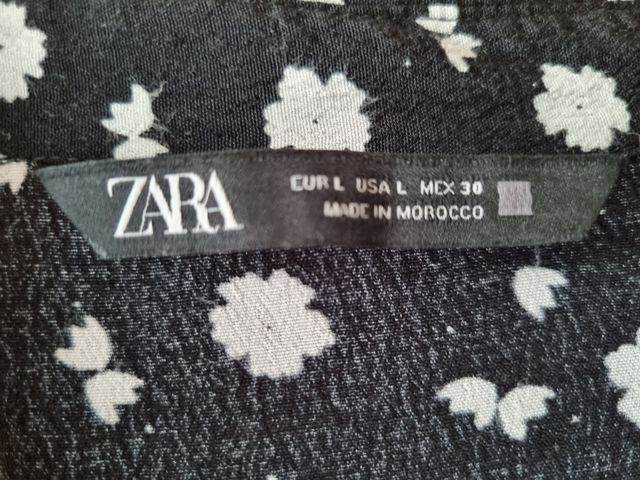 ZARA
EUR L USA L MEX 30
MADE IN MOROCCO